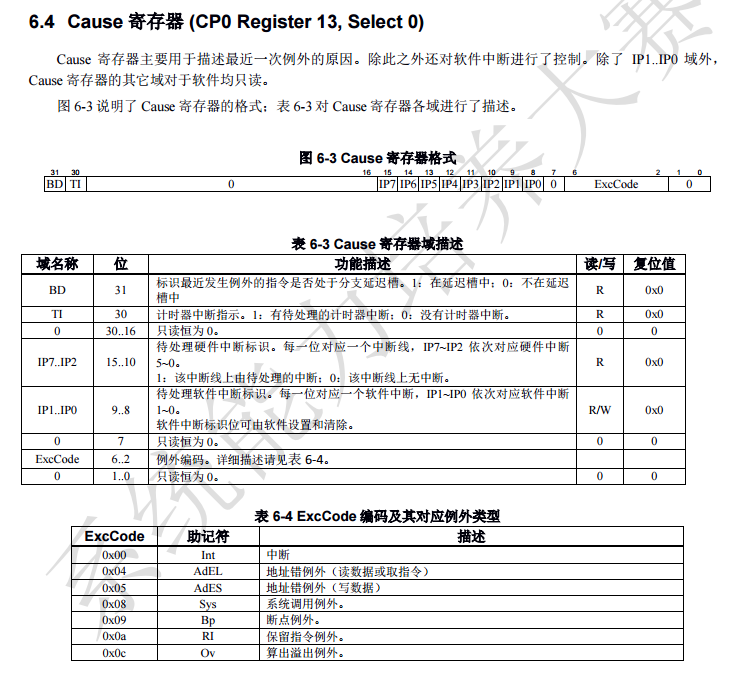 6.4 Cause 寄存器 (CP0 Register 13, Select 0)
Cause 寄存器主要用于描述最近一次例外的原因。除此之外还对软件中断进行了控制。除了 IP1..IP0 域外，
Cause 寄存器的其它域对于软件均只读。
图 6-3 说明了 Cause 寄存器的格式；表 6-3 对 Cause 寄存器各域进行了描述。
图 6-3 Cause 寄存器格式
31 30 16 15 14 13 12 11 10 9 8 7 6 2 1 0
BD TI 0 IP7 IP6 IP5 IP4 IP3 IP2 IP1 IP0 0 ExcCode 0
表 6-3 Cause 寄存器域描述
域名称 位 功能描述 读/写 复位值
BD 31 标识最近发生例外的指令是否处于分支延迟槽。1：在延迟槽中；0：不在延迟
槽中 R 0x0
TI 30 计时器中断指示。1：有待处理的计时器中断；0：没有计时器中断。 R 0x0
0 30..16 只读恒为 0。 0 0
IP7..IP2 15..10 待处理硬件中断标识。每一位对应一个中断线，IP7~IP2 依次对应硬件中断
5~0。
1：该中断线上由待处理的中断；0：该中断线上无中断。 R 0x0
IP1..IP0 9..8 待处理软件中断标识。每一位对应一个软件中断，IP1~IP0 依次对应软件中断
1~0。
软件中断标识位可由软件设置和清除。 R/W 0x0
0 7 只读恒为 0。 0 0
ExcCode 6..2 例外编码。详细描述请见表 6-4。
0 1..0 只读恒为 0。 0 0
表 6-4 ExcCode 编码及其对应例外类型
ExcCode 助记符 描述
0x00 Int 中断
0x04 AdEL 地址错例外（读数据或取指令）
0x05 AdES 地址错例外（写数据）
0x08 Sys 系统调用例外。
0x09 Bp 断点例外。
0x0a RI 保留指令例外。
0x0c Ov 算出溢出例外。
系统能力培养大赛